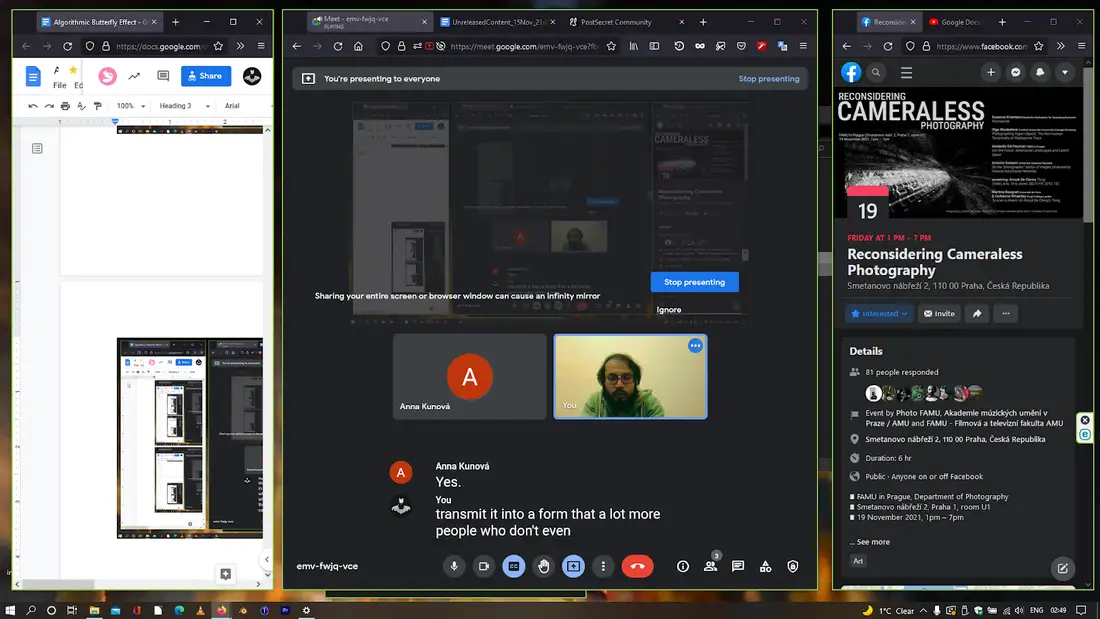 Algorithmic Butterfly Effect - G
https://docs.google.com/
File
Ed
Share
100%
Heading 3
Arial
Meet - emv-fwjq-vce
PLAYING
UnreleasedContent_15Nov_21
PostSecret Community
https://meet.google.com/emv-fwjq-vce?
You're presenting to everyone
Stop presenting
Sharing your entire screen or browser window can cause an infinity mirror
Stop presenting
Ignore
A
Anna Kunová
You
A
Anna Kunová
Yes.
You
transmit it into a form that a lot more
people who don't even
emv-fwjq-vce
3
Reconside
Google Docs
https://www.facebook.com
RECONSIDERING
CAMERALESS
PHOTOGRAPHY
19
FRIDAY AT 1 PM – 7 PM
Reconsidering Cameraless
Photography
Smetanovo nábřeží 2, 110 00 Praha, Česká Republika
Interested
Invite
Details
81 people responded
Event by Photo FAMU, Akademie múzických umění v
Praze / AMU and FAMU - Filmová a televizní fakulta AMU
Smetanovo nábřeží 2, 110 00 Praha, Česká Republika
Duration: 6 hr
Public · Anyone on or off Facebook
FAMU in Prague, Department of Photography
Smetanovo nábřeží 2, Praha 1, room U1
19 November 2021, 1pm – 7pm
... See more
Art
1°C Clear
ENG
02:49